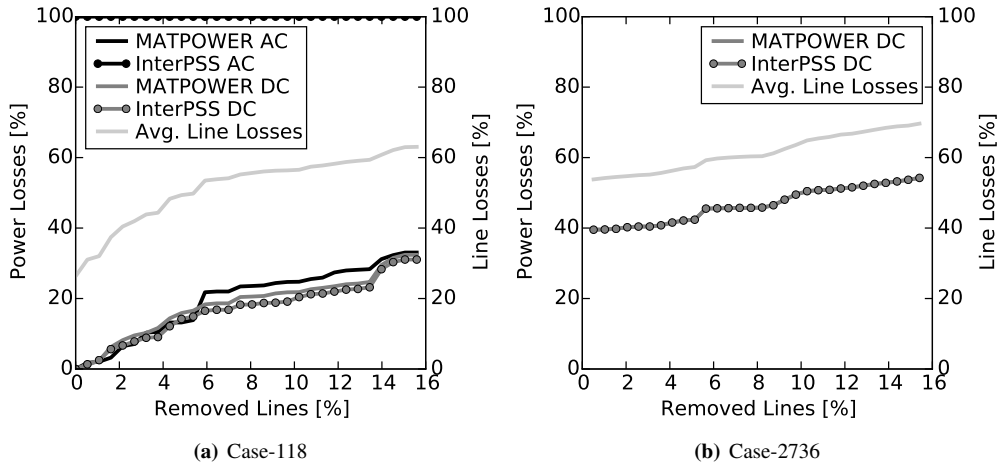 100
80
60
40
20
0
Power Losses [%]
MATPOWER AC
InterPSS AC
MATPOWER DC
InterPSS DC
Avg. Line Losses
100
80
60
40
20
0
Line Losses [%]
0 2 4 6 8 10 12 14 16
Removed Lines [%]
(a) Case-118
100
80
60
40
20
0
Power Losses [%]
MATPOWER DC
InterPSS DC
Avg. Line Losses
100
80
60
40
20
0
Line Losses [%]
0 2 4 6 8 10 12 14 16
Removed Lines [%]
(b) Case-2736